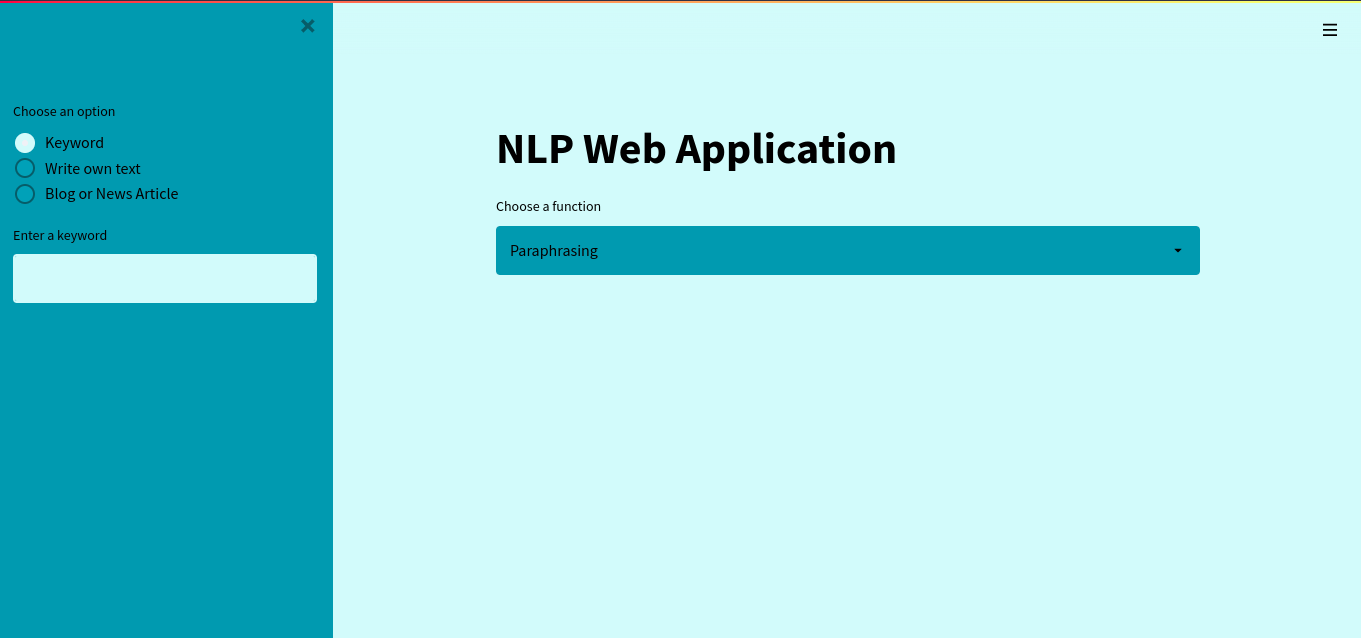 Choose an option
Keyword
Write own text
Blog or News Article
Enter a keyword
NLP Web Application
Choose a function
Paraphrasing